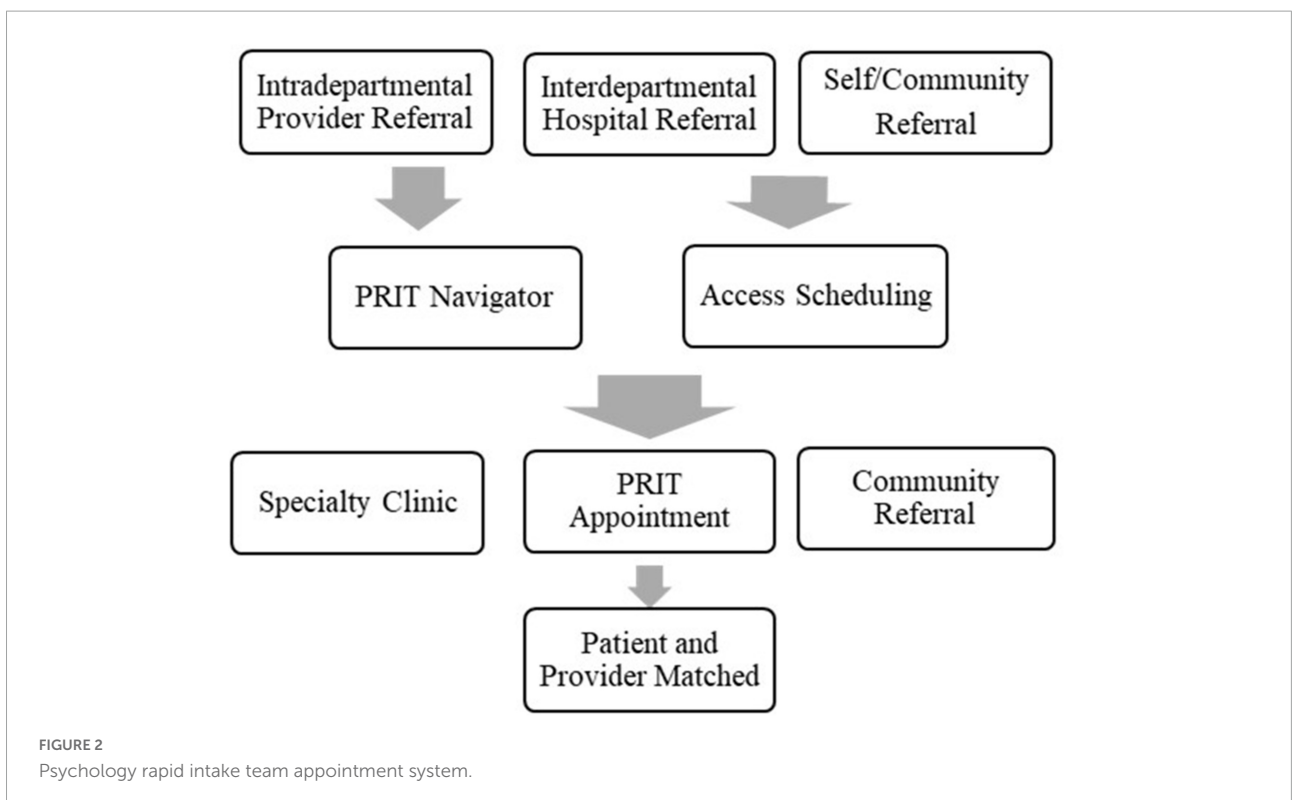 Intradepartmental
Provider Referral
Interdepartmental
Hospital Referral
Self/Community
Referral
PRIT Navigator
Access Scheduling
Specialty Clinic
PRIT
Appointment
Community
Referral
Patient and
Provider Matched
FIGURE 2
Psychology rapid intake team appointment system.